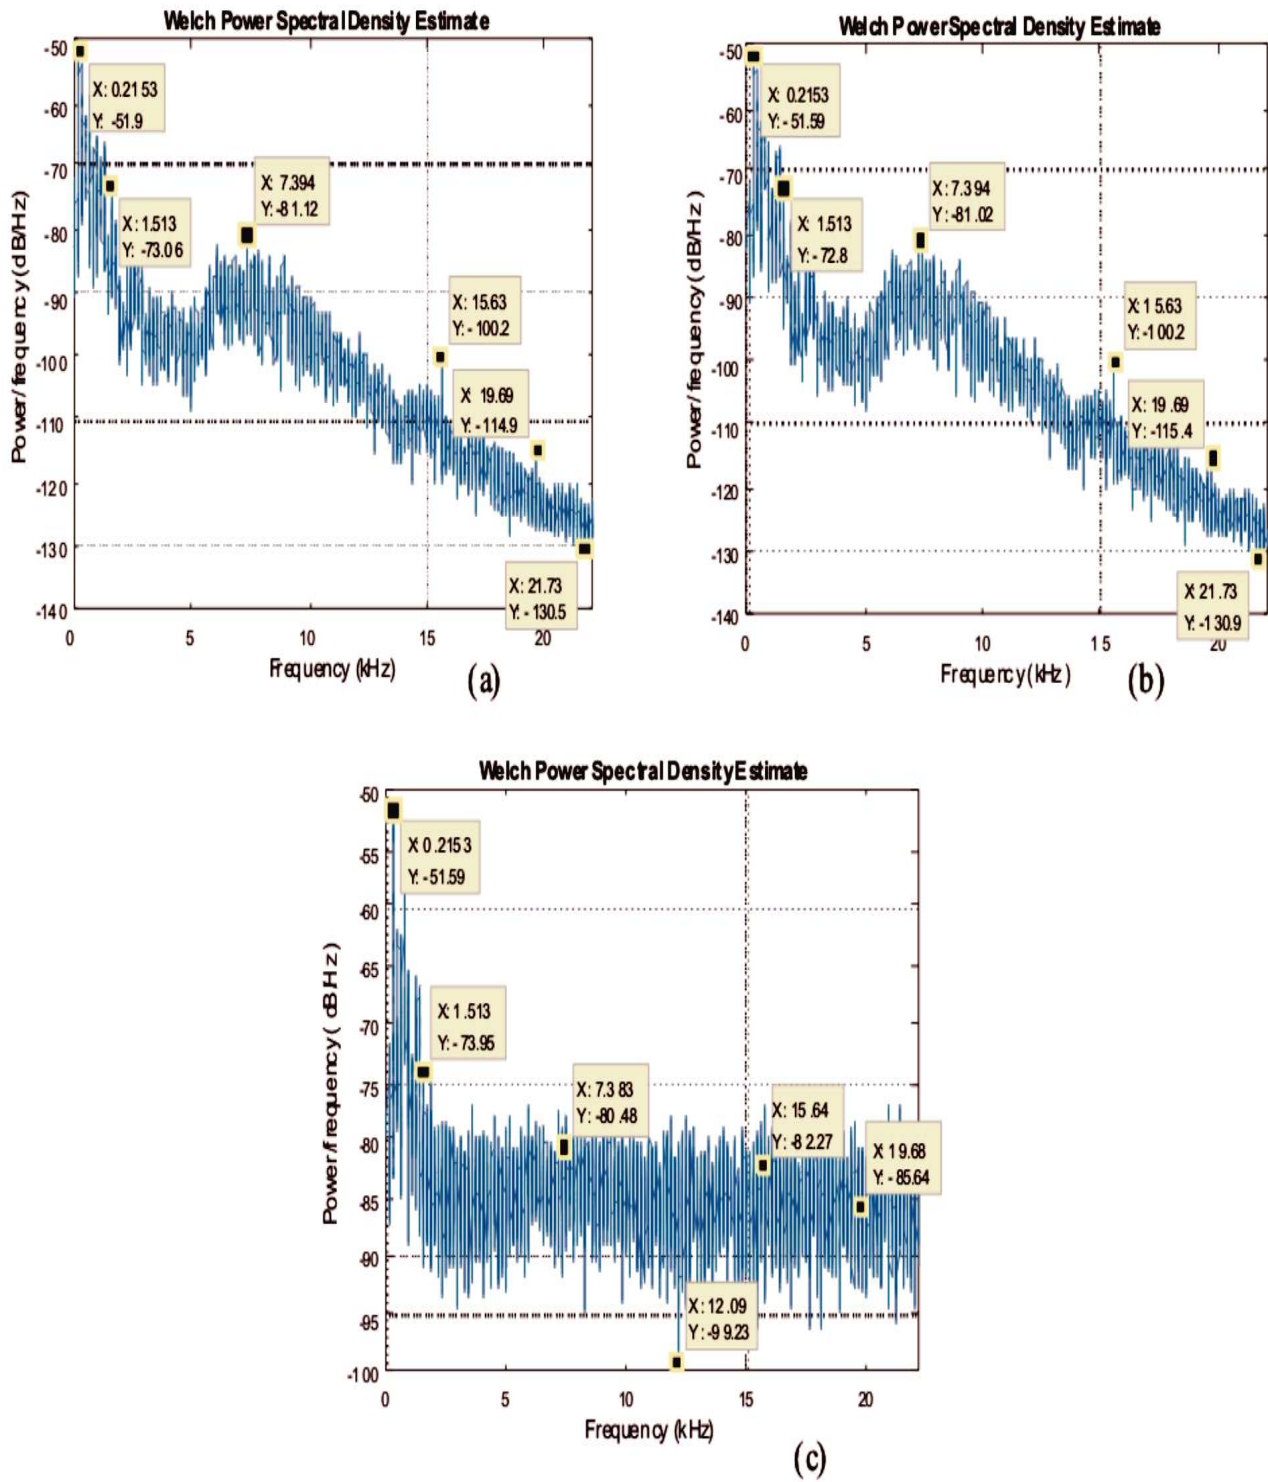 Welch Power Spectral Density Estimate
-50
-60
-70
-80
-90
-100
-110
-120
-130
-140
Power/frequency (dB/Hz)
X: 0.2153
Y: -51.9
X: 1.513
Y: -73.06
X: 7.394
Y: -81.12
X: 15.63
Y: -100.2
X: 19.69
Y: -114.9
X: 21.73
Y: -130.5
0 5 10 15 20
Frequency (kHz)
(a)
Welch Power Spectral Density Estimate
-50
-60
-70
-80
-90
-100
-110
-120
-130
-140
Power/frequency (dB/Hz)
X: 0.2153
Y: -51.59
X: 1.513
Y: -72.8
X: 7.394
Y: -81.02
X: 15.63
Y: -100.2
X: 19.69
Y: -115.4
X: 21.73
Y: -130.9
0 5 10 15 20
Frequency (kHz)
(b)
Welch Power Spectral Density Estimate
-50
-55
-60
-65
-70
-75
-80
-85
-90
-95
-100
Power/frequency (dBHz)
X: 0.2153
Y: -51.59
X: 1.513
Y: -73.95
X: 7.383
Y: -80.48
X: 15.64
Y: -82.27
X: 19.68
Y: -85.64
X: 12.09
Y: -99.23
0 5 10 15 20
Frequency (kHz)
(c)